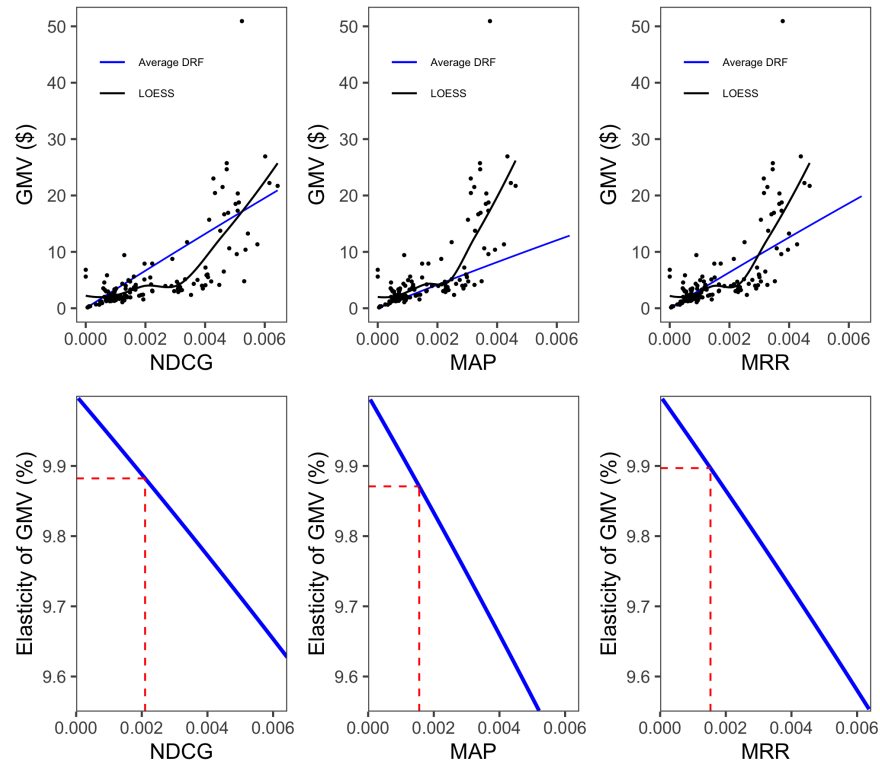 GMV ($)
50
40
30
20
10
0
Average DRF
LOESS
0.000 0.002 0.004 0.006
NDCG
GMV ($)
50
40
30
20
10
0
Average DRF
LOESS
0.000 0.002 0.004 0.006
MAP
GMV ($)
50
40
30
20
10
0
Average DRF
LOESS
0.000 0.002 0.004 0.006
MRR
Elasticity of GMV (%)
9.9
9.8
9.7
9.6
0.000 0.002 0.004 0.006
NDCG
Elasticity of GMV (%)
9.9
9.8
9.7
9.6
0.000 0.002 0.004 0.006
MAP
Elasticity of GMV (%)
9.9
9.8
9.7
9.6
0.000 0.002 0.004 0.006
MRR